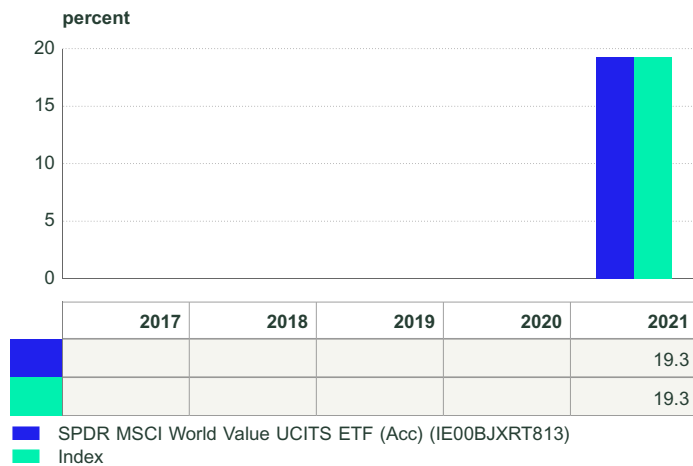 percent
20
15
10
5
0
2017 2018 2019 2020 2021
19.3
19.3
SPDR MSCI World Value UCITS ETF (Acc) (IE00BJXRT813)
Index